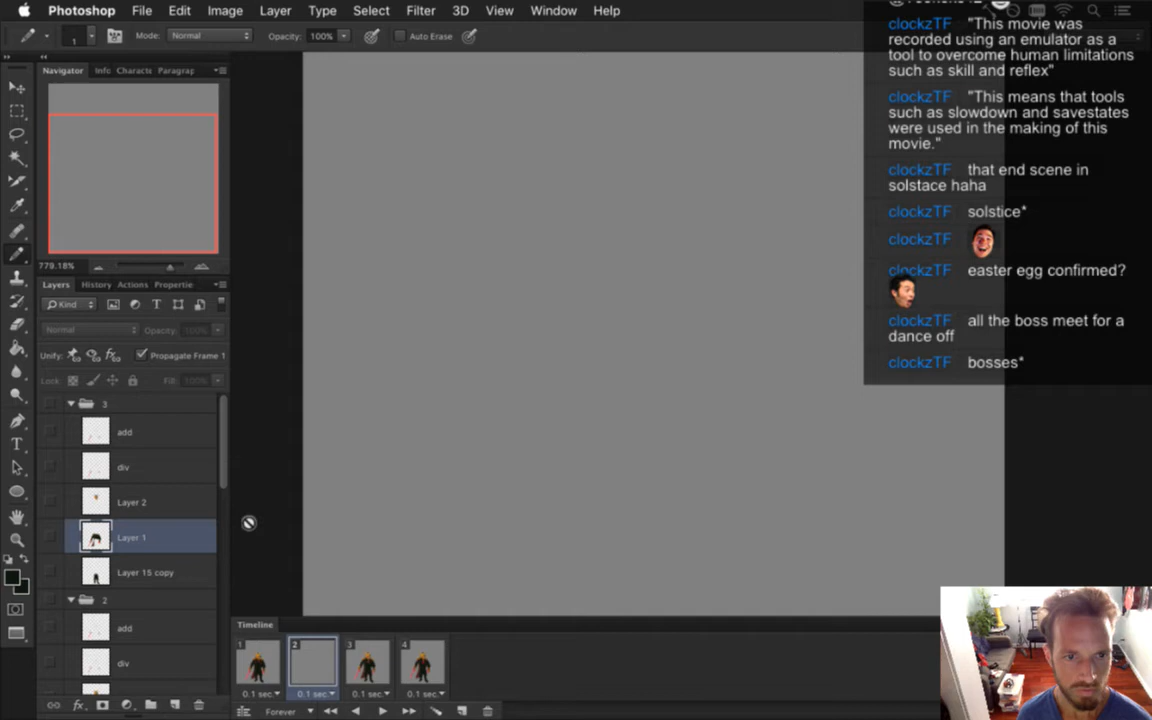 Photoshop File Edit Image Layer Type Select Filter 3D View Window Help
1 Mode: Normal Opacity: 100% Auto Erase
Navigator Info Charact Paragrap
779.18%
Layers History Actions Propertie
Kind
Normal Opacity: 100%
Unify: Propagate Frame 1
Lock: Fill: 100%
3
add
div
Layer 2
Layer 1
Layer 15 copy
2
add
div
clockzTF "This movie was
recorded using an emulator as a
tool to overcome human limitations
such as skill and reflex"
clockzTF "This means that tools
such as slowdown and savestates
were used in the making of this
movie."
clockzTF that end scene in
solstace haha
clockzTF solstice*
clockzTF
clockzTF easter egg confirmed?
clockzTF all the boss meet for a
dance off
clockzTF bosses*
Timeline
1 2 3 4
0.1 sec. 0.1 sec. 0.1 sec. 0.1 sec.
Forever